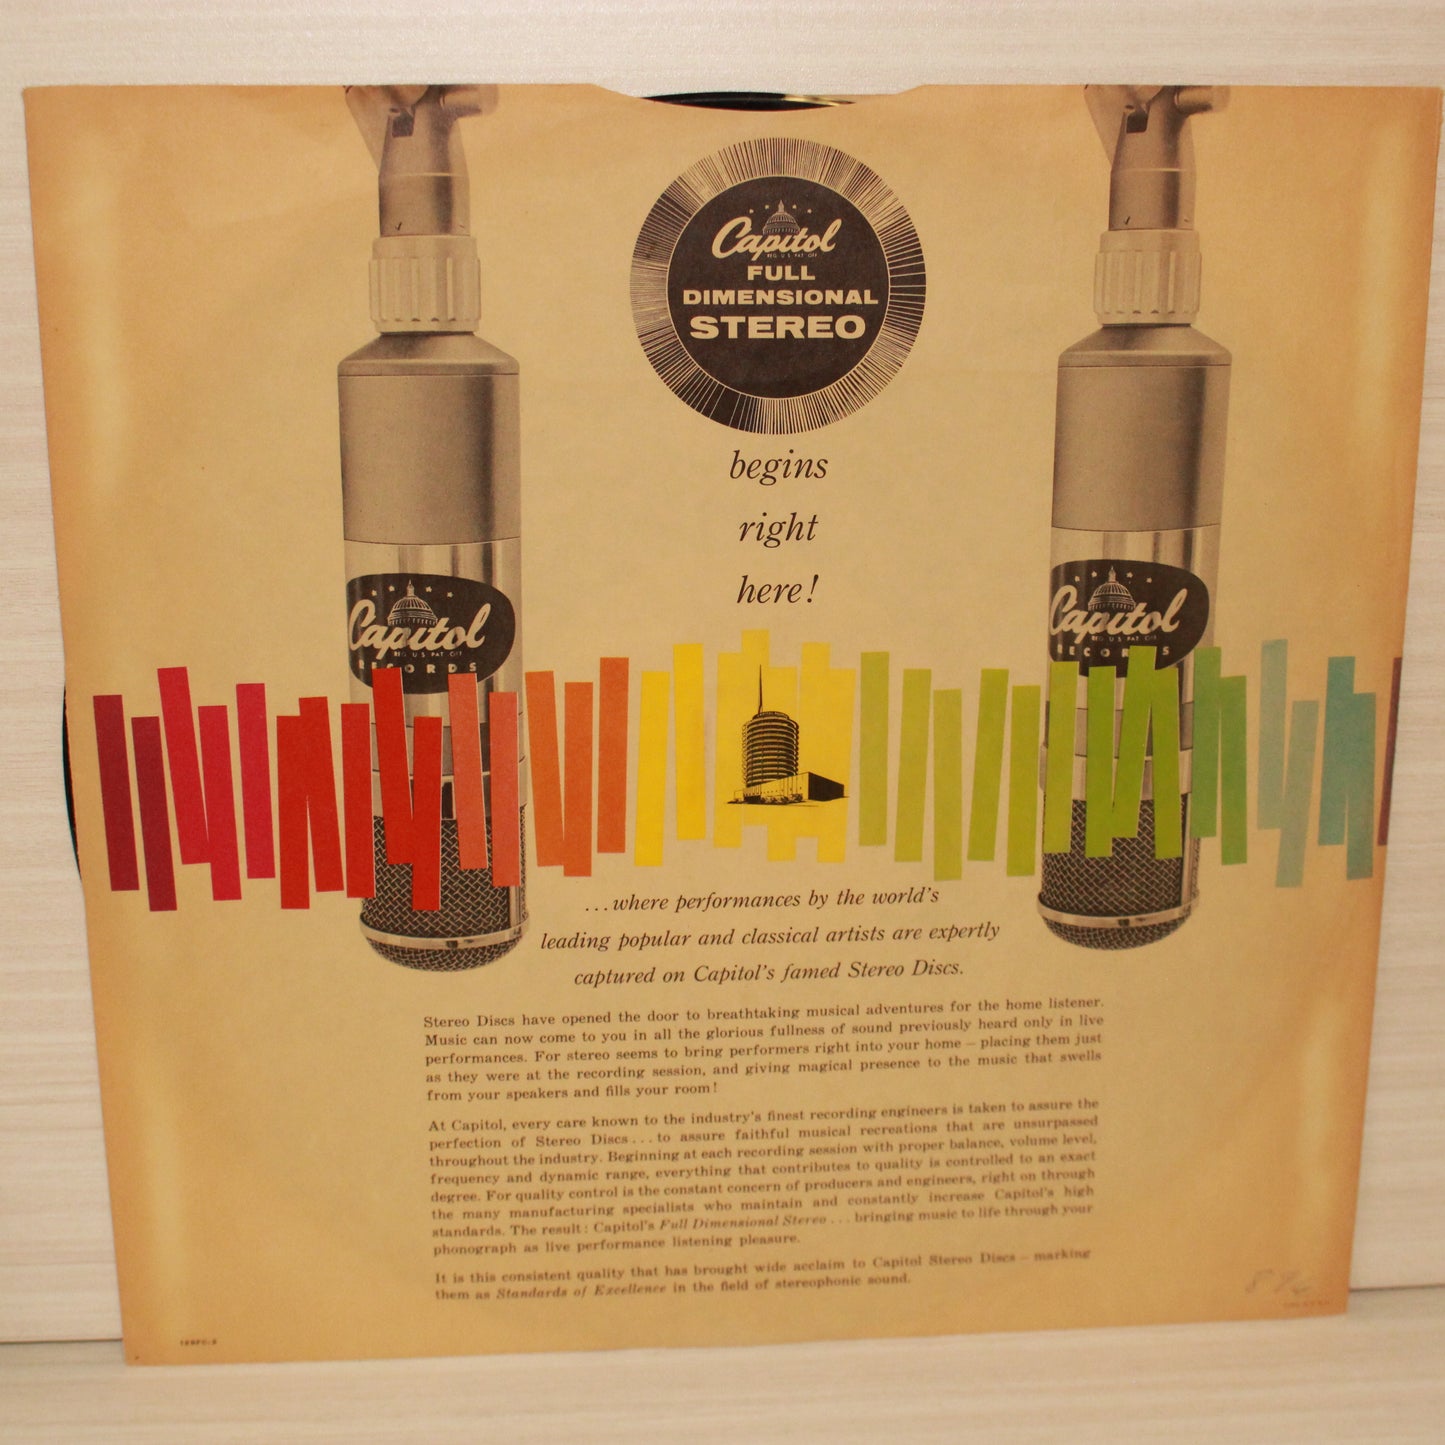 Capitol
REG. U.S. PAT. OFF.
FULL
DIMENSIONAL
STEREO
begins
right
here!
Capitol
REG. U.S. PAT. OFF.
RECORDS
Capitol
REG. U.S. PAT. OFF.
RECORDS
...where performances by the world's
leading popular and classical artists are expertly
captured on Capitol's famed Stereo Discs.
Stereo Discs have opened the door to breathtaking musical adventures for the home listener.
Music can now come to you in all the glorious fullness of sound previously heard only in live
performances. For stereo seems to bring performers right into your home – placing them just
as they were at the recording session, and giving magical presence to the music that swells
from your speakers and fills your room!
At Capitol, every care known to the industry's finest recording engineers is taken to assure the
perfection of Stereo Discs... to assure faithful musical recreations that are unsurpassed
throughout the industry. Beginning at each recording session with proper balance, volume level,
frequency and dynamic range, everything that contributes to quality is controlled to an exact
degree. For quality control is the constant concern of producers and engineers, right on through
the many manufacturing specialists who maintain and constantly increase Capitol's high
standards. The result: Capitol's Full Dimensional Stereo... bringing music to life through your
phonograph as live performance listening pleasure.
It is this consistent quality that has brought wide acclaim to Capitol Stereo Discs – marking
them as Standards of Excellence in the field of stereophonic sound.